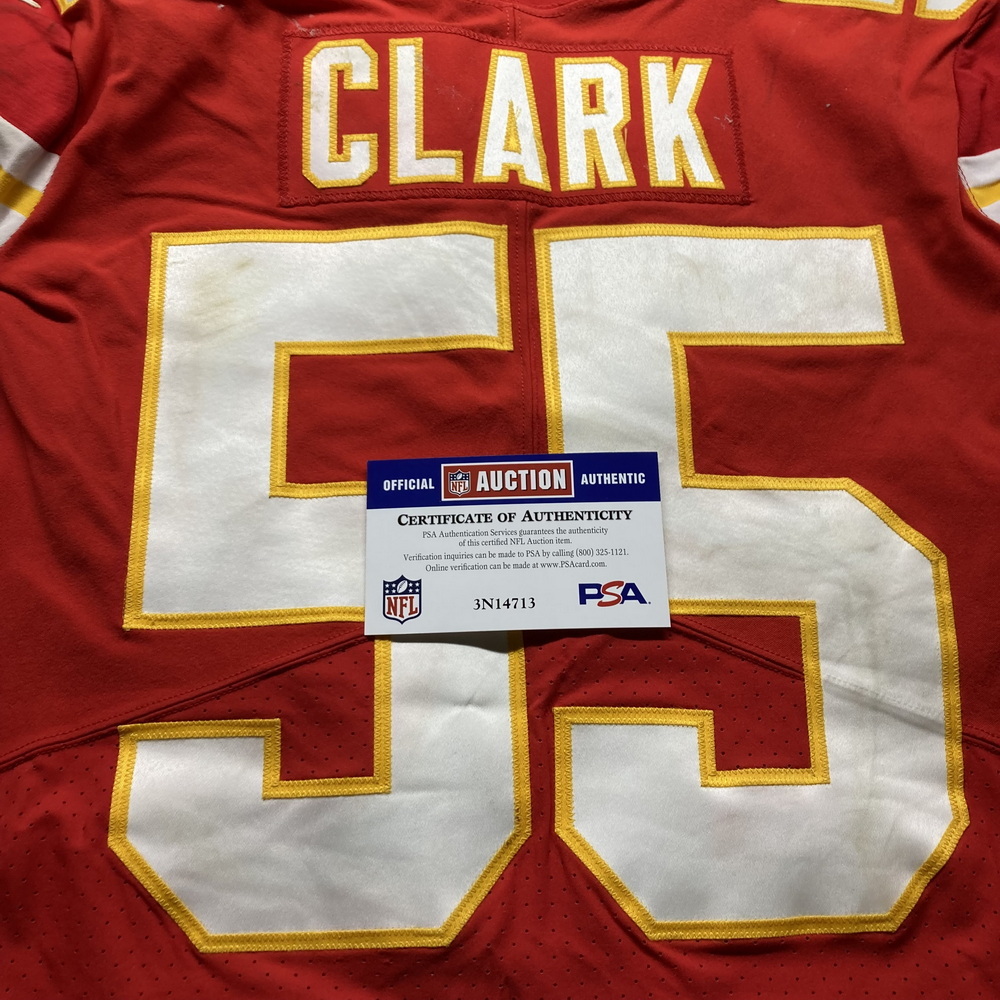 CLARK
55
OFFICIAL NFL AUCTION AUTHENTIC
CERTIFICATE OF AUTHENTICITY
PSA Authentication Services guarantees the authenticity
of this certified NFL Auction item.
Verification inquiries can be made to PSA by calling (800) 325-1121.
Online verification can be made at www.PSAcard.com.
NFL 3N14713 PSA.